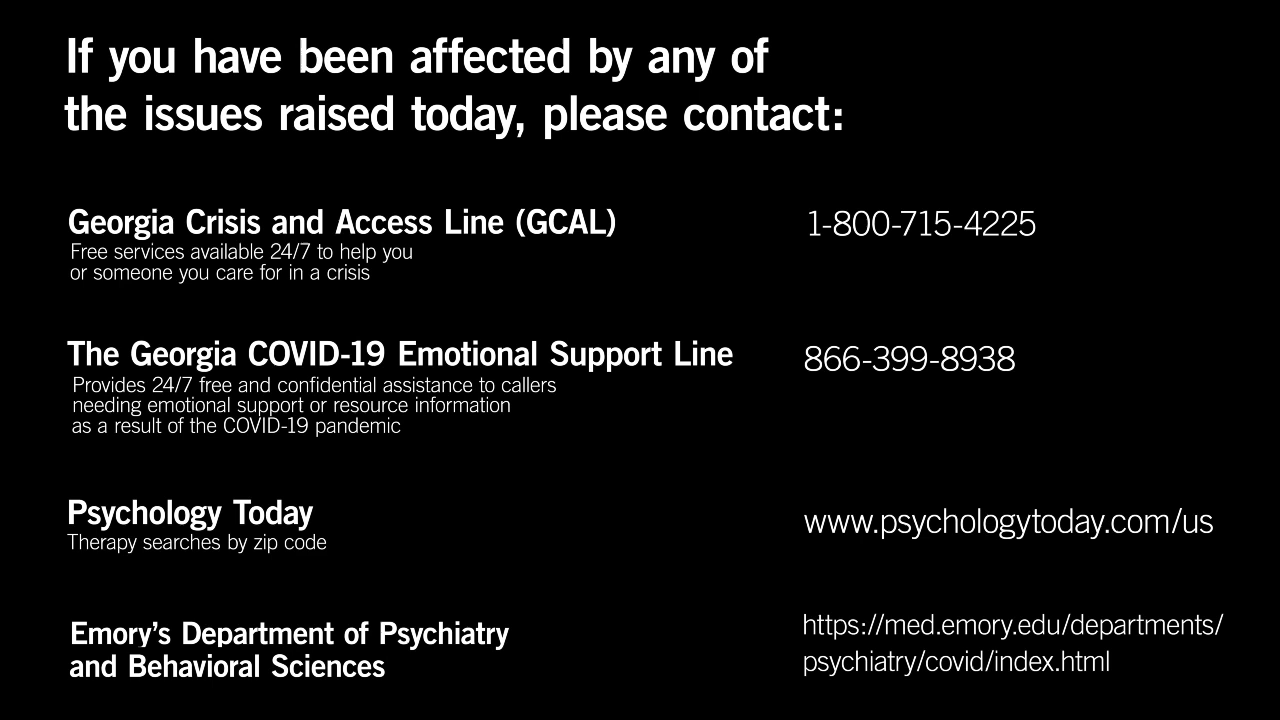 If you have been affected by any of
the issues raised today, please contact:
Georgia Crisis and Access Line (GCAL)
1-800-715-4225
Free services available 24/7 to help you
or someone you care for in a crisis
The Georgia COVID-19 Emotional Support Line
866-399-8938
Provides 24/7 free and confidential assistance to callers
needing emotional support or resource information
as a result of the COVID-19 pandemic
Psychology Today
www.psychologytoday.com/us
Therapy searches by zip code
Emory's Department of Psychiatry
and Behavioral Sciences
https://med.emory.edu/departments/
psychiatry/covid/index.html